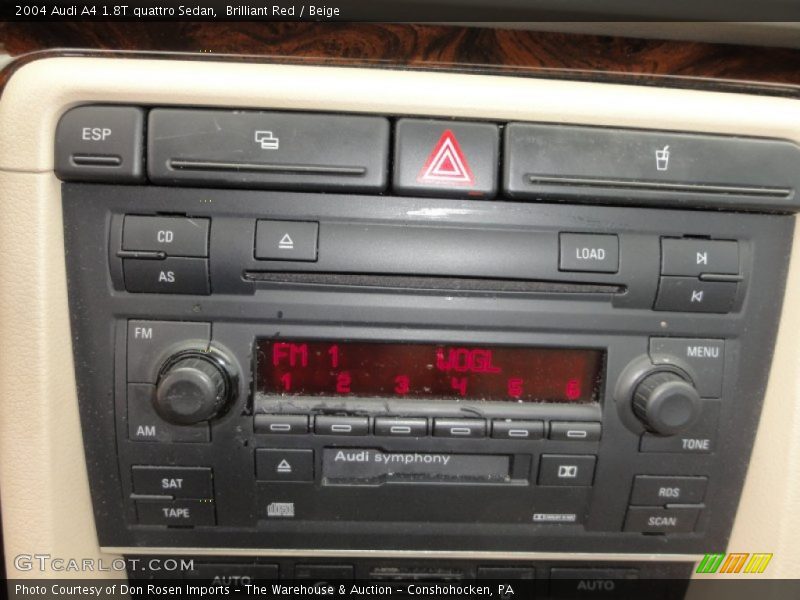 2004 Audi A4 1.8T quattro Sedan, Brilliant Red / Beige
ESP
CD
LOAD
AS
FM
MENU
FM 1 WOGL
1 2 3 4 5 6
AM
TONE
Audi symphony
SAT
RDS
TAPE
SCAN
GTCARLOT.COM
AUTO AUTO
Photo Courtesy of Don Rosen Imports - The Warehouse & Auction - Conshohocken, PA